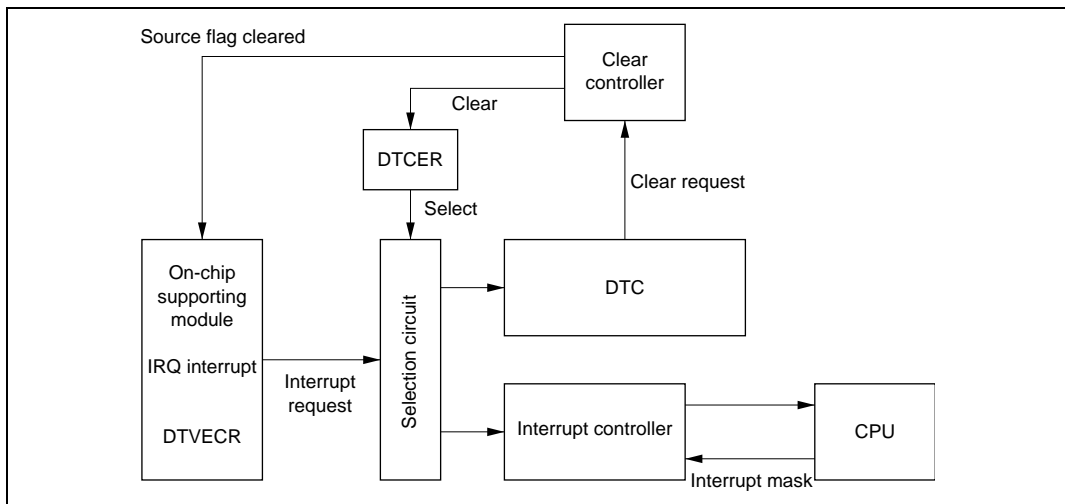 Source flag cleared
Clear
controller
Clear
DTCER
Clear request
Select
On-chip
supporting
module
DTC
Selection circuit
IRQ interrupt
Interrupt
request
DTVECR
Interrupt controller
CPU
Interrupt mask